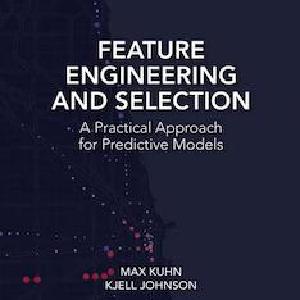 FEATURE
ENGINEERING
AND SELECTION
A Practical Approach
for Predictive Models
MAX KUHN
KJELL JOHNSON